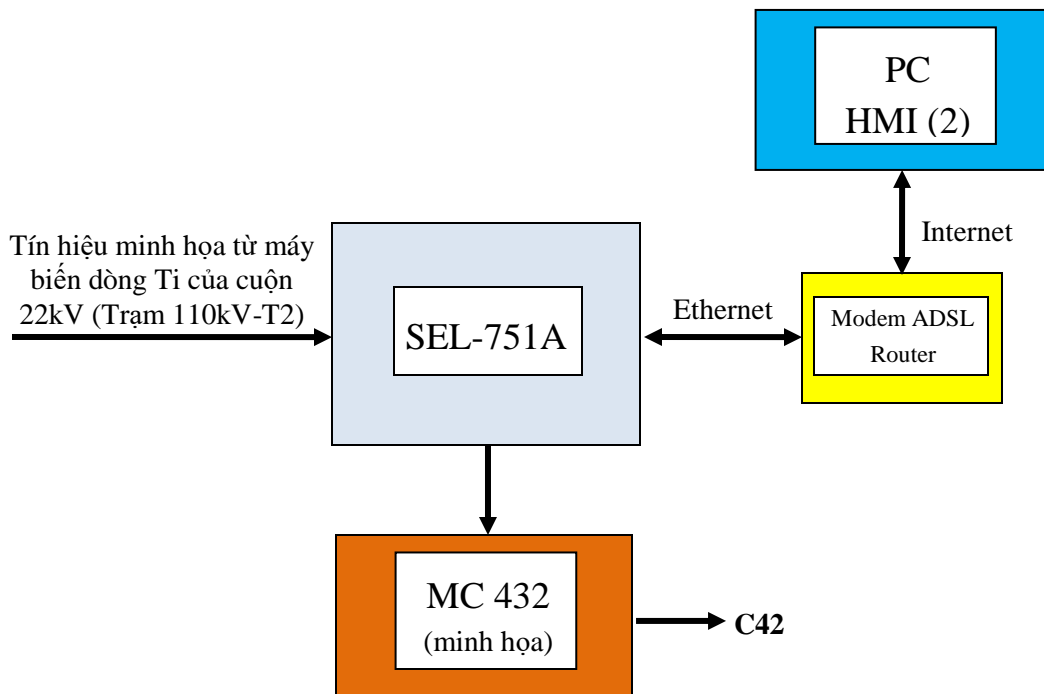 PC
HMI (2)
Internet
Tín hiệu minh họa từ máy
biến dòng Ti của cuộn
22kV (Trạm 110kV-T2)
SEL-751A
Ethernet
Modem ADSL
Router
MC 432
(minh họa)
C42